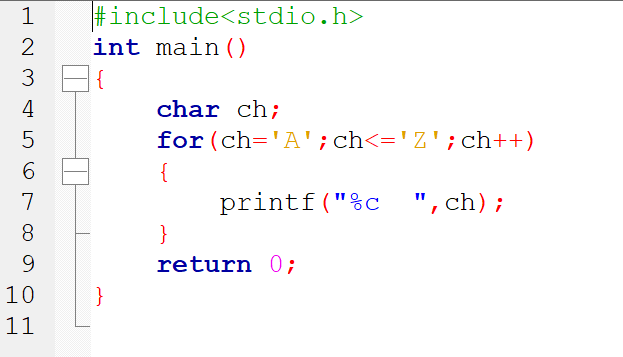 1 #include<stdio.h>
2 int main()
3 {
4     char ch;
5     for(ch='A';ch<='Z';ch++)
6     {
7         printf("%c  ",ch);
8     }
9     return 0;
10 }
11